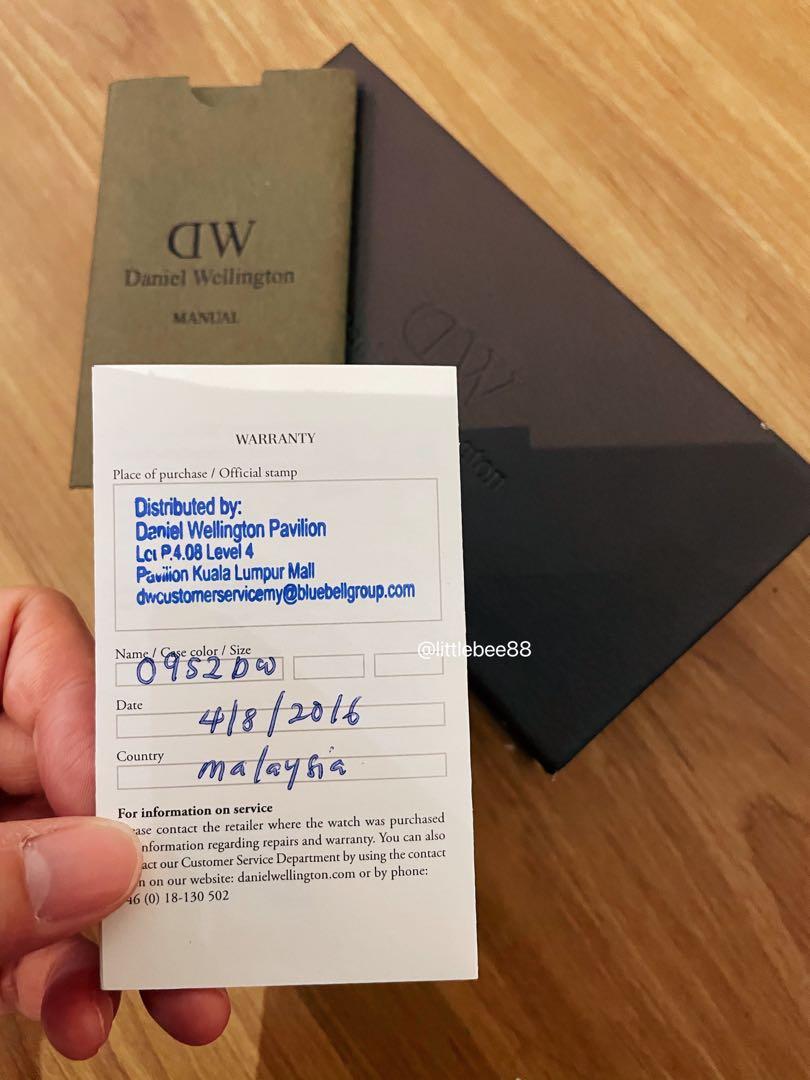 DW
Daniel Wellington
MANUAL
DW
WARRANTY
Place of purchase / Official stamp
Distributed by:
Daniel Wellington Pavilion
Lot P.4.08 Level 4
Pavilion Kuala Lumpur Mall
dwcustomerservicemy@bluebellgroup.com
Name / Case color / Size
0952DW
@littlebee88
Date
4/8/2016
Country
malaysia
For information on service
contact the retailer where the watch was purchased
regarding repairs and warranty. You can also
our Customer Service Department by using the contact
on our website: danielwellington.com or by phone:
(0) 18-130 502